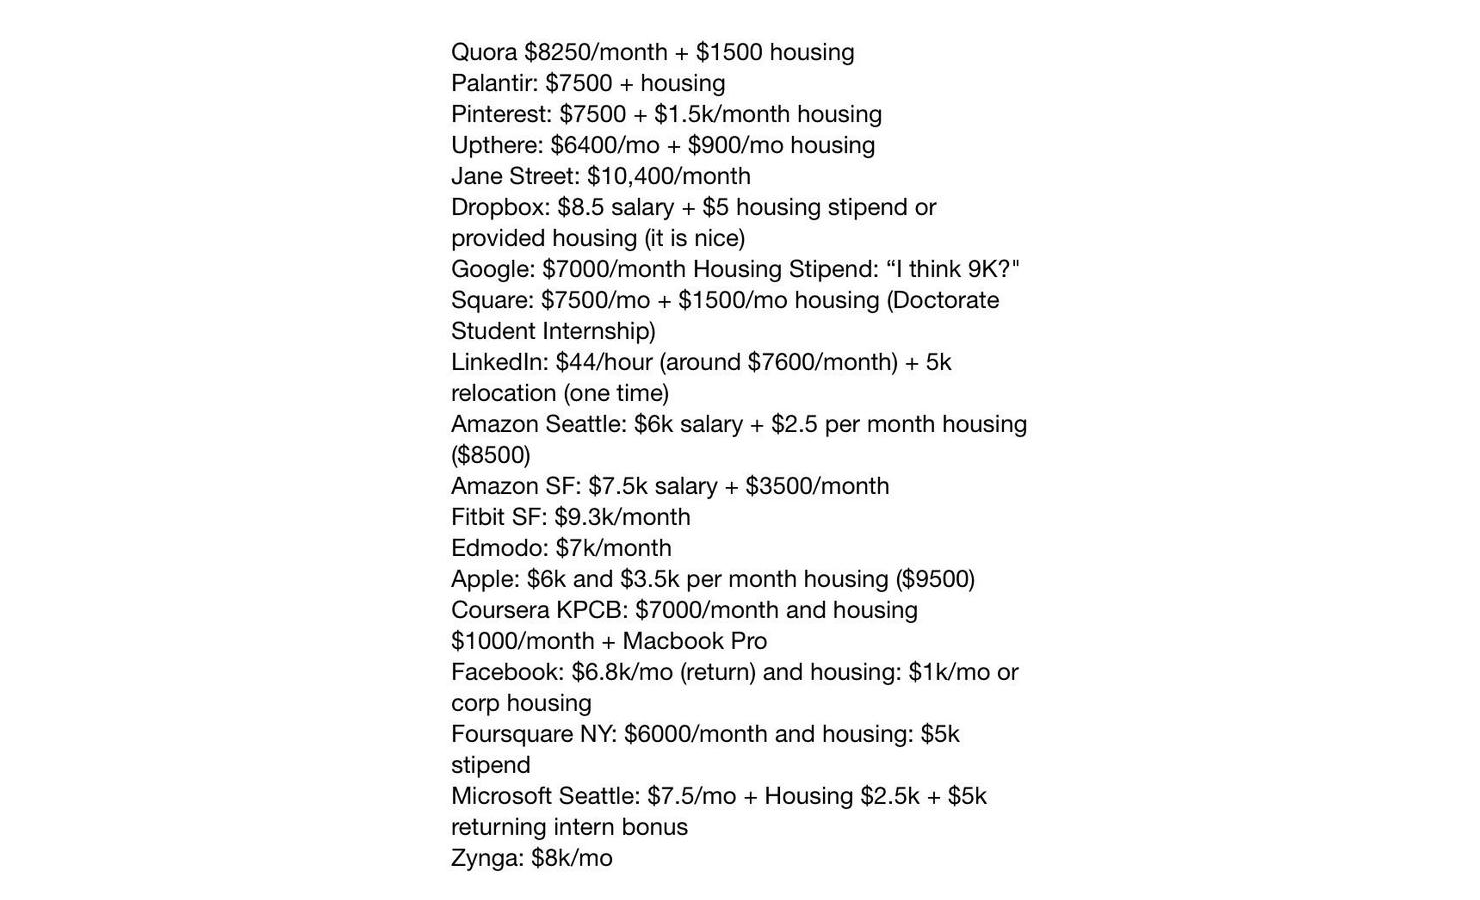 Quora $8250/month + $1500 housing
Palantir: $7500 + housing
Pinterest: $7500 + $1.5k/month housing
Upthere: $6400/mo + $900/mo housing
Jane Street: $10,400/month
Dropbox: $8.5 salary + $5 housing stipend or
provided housing (it is nice)
Google: $7000/month Housing Stipend: “I think 9K?"
Square: $7500/mo + $1500/mo housing (Doctorate
Student Internship)
LinkedIn: $44/hour (around $7600/month) + 5k
relocation (one time)
Amazon Seattle: $6k salary + $2.5 per month housing
($8500)
Amazon SF: $7.5k salary + $3500/month
Fitbit SF: $9.3k/month
Edmodo: $7k/month
Apple: $6k and $3.5k per month housing ($9500)
Coursera KPCB: $7000/month and housing
$1000/month + Macbook Pro
Facebook: $6.8k/mo (return) and housing: $1k/mo or
corp housing
Foursquare NY: $6000/month and housing: $5k
stipend
Microsoft Seattle: $7.5/mo + Housing $2.5k + $5k
returning intern bonus
Zynga: $8k/mo